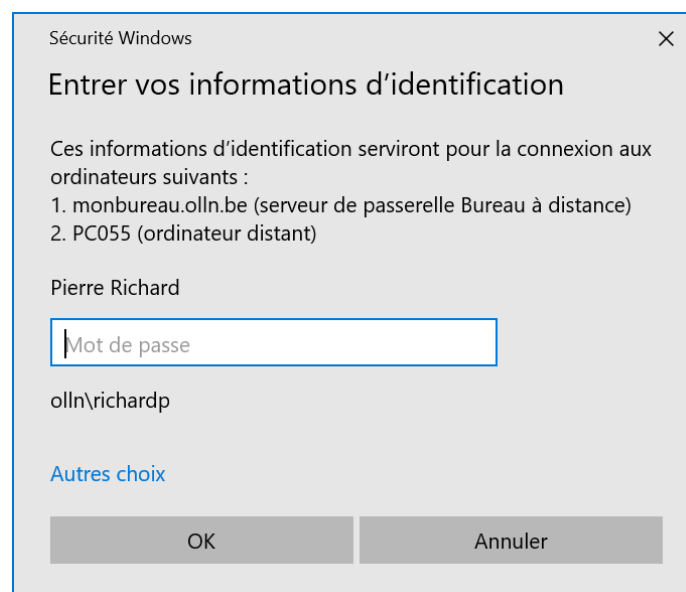 Sécurité Windows
Entrer vos informations d’identification
Ces informations d’identification serviront pour la connexion aux
ordinateurs suivants :
1. monbureau.olln.be (serveur de passerelle Bureau à distance)
2. PC055 (ordinateur distant)
Pierre Richard
Mot de passe
olln\richardp
Autres choix
OK
Annuler